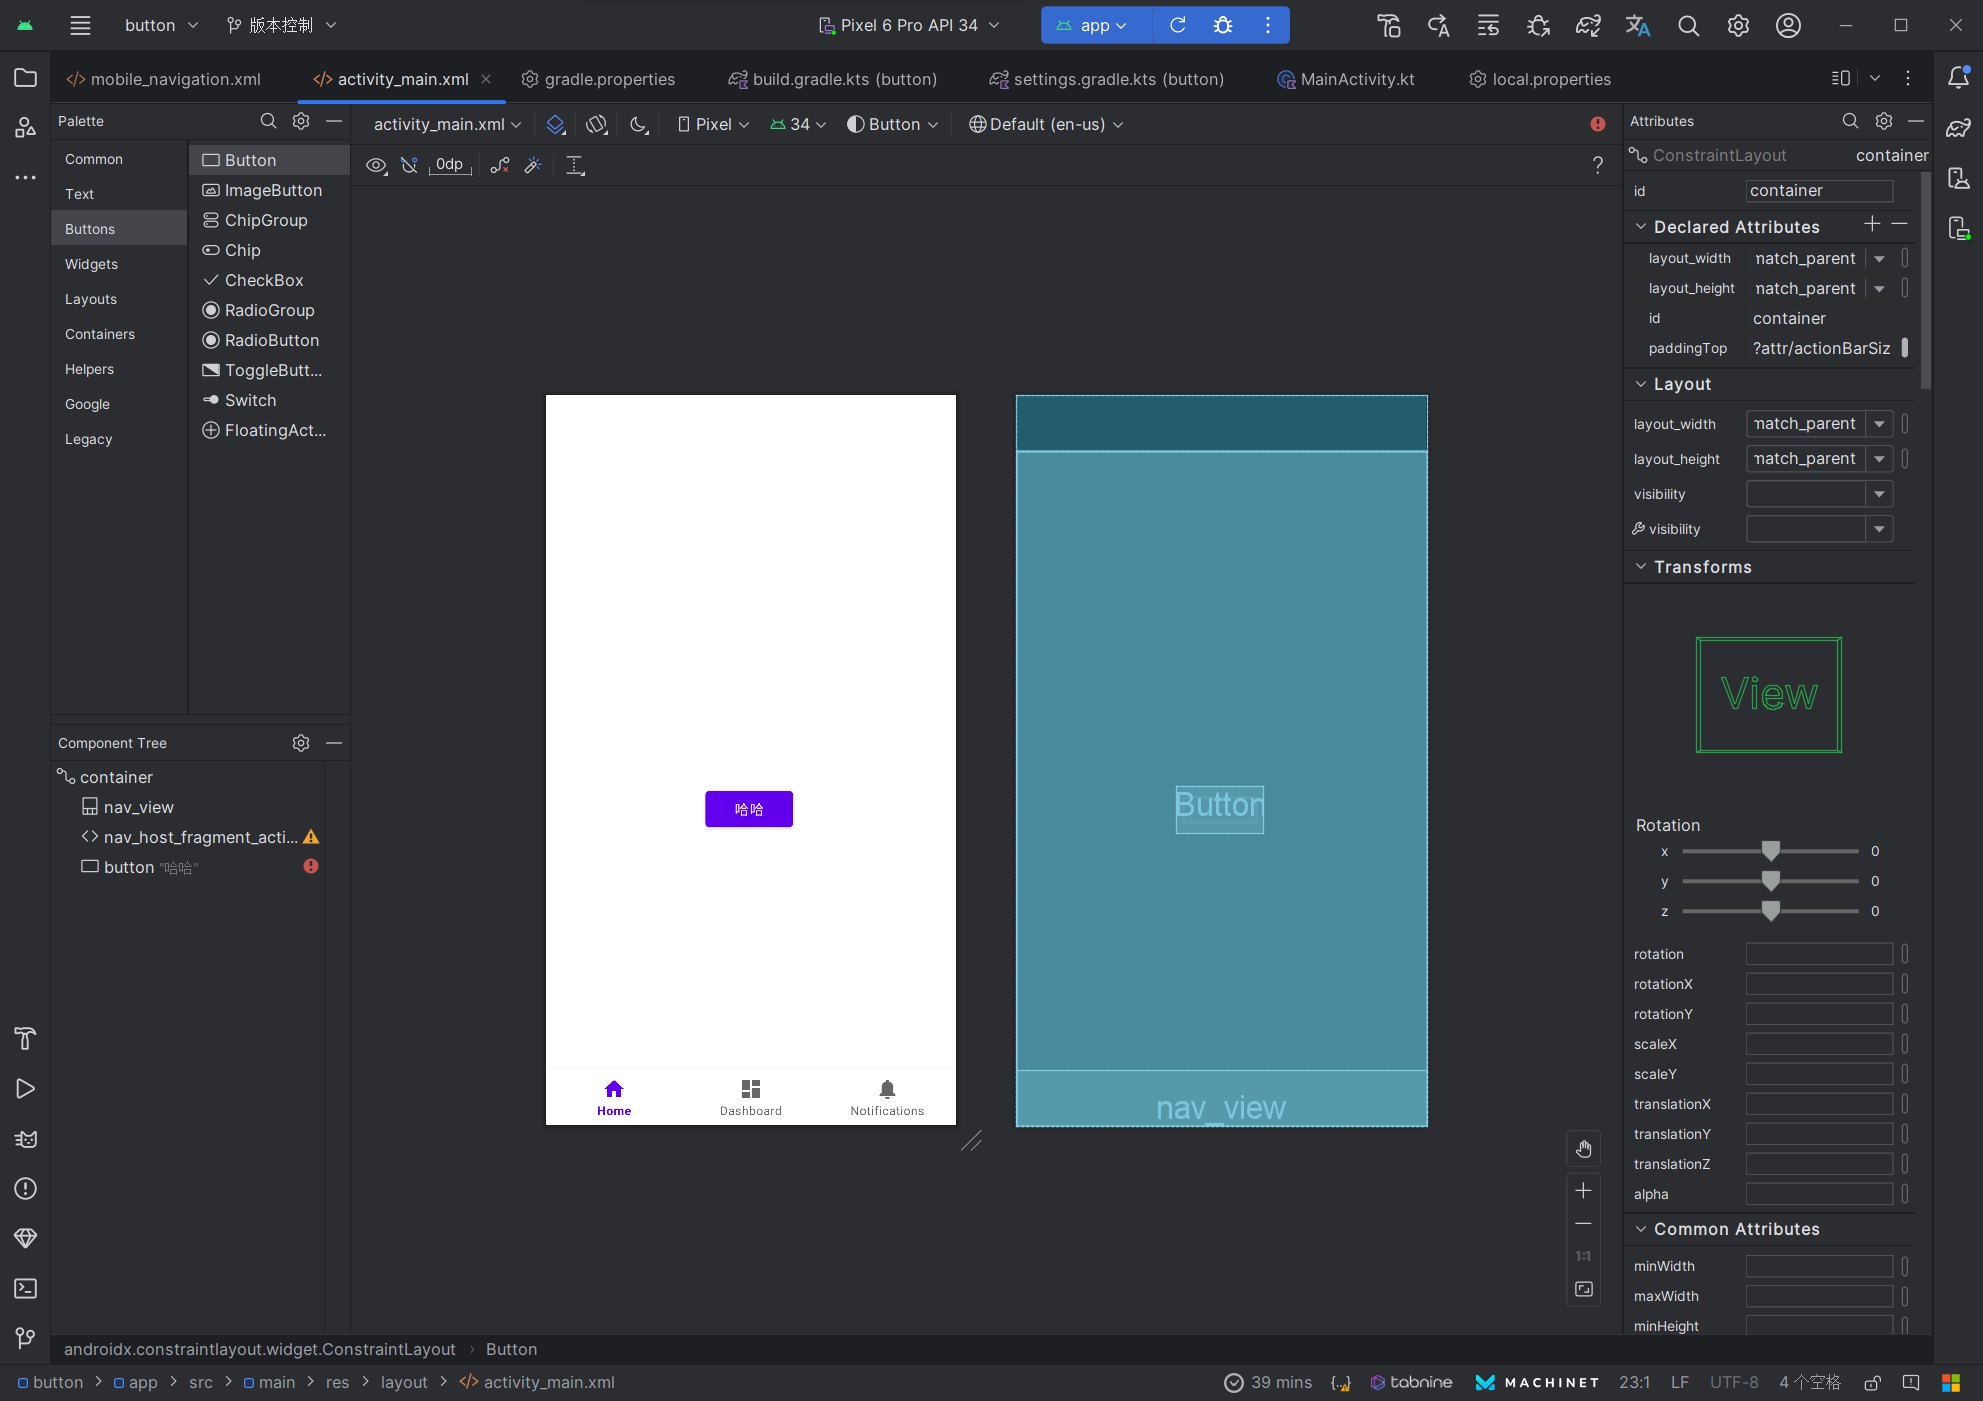 button
版本控制
Pixel 6 Pro API 34
app
mobile_navigation.xml
activity_main.xml
gradle.properties
build.gradle.kts (button)
settings.gradle.kts (button)
MainActivity.kt
local.properties
Palette
Common
Text
Buttons
Widgets
Layouts
Containers
Helpers
Google
Legacy
Button
ImageButton
ChipGroup
Chip
CheckBox
RadioGroup
RadioButton
ToggleButt...
Switch
FloatingAct...
activity_main.xml
Pixel
34
Button
Default (en-us)
0dp
?
Component Tree
container
nav_view
nav_host_fragment_acti...
button "哈哈"
哈哈
Home
Dashboard
Notifications
Button
nav_view
1:1
Attributes
ConstraintLayout container
id container
Declared Attributes
layout_width match_parent
layout_height match_parent
id container
paddingTop ?attr/actionBarSiz
Layout
layout_width match_parent
layout_height match_parent
visibility
visibility
Transforms
View
Rotation
x 0
y 0
z 0
rotation
rotationX
rotationY
scaleX
scaleY
translationX
translationY
translationZ
alpha
Common Attributes
minWidth
maxWidth
minHeight
androidx.constraintlayout.widget.ConstraintLayout › Button
button > app > src > main > res > layout > activity_main.xml
39 mins
tabnine
MACHINET
23:1
LF
UTF-8
4 个空格